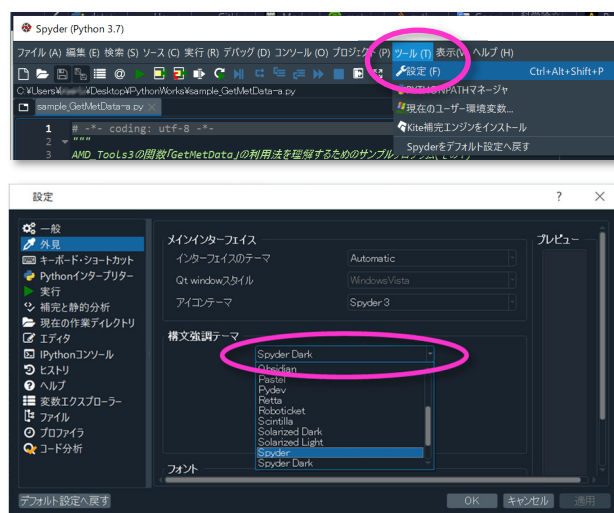 Spyder (Python 3.7)
ファイル (A) 編集 (E) 検索 (S) ソース (C) 実行 (R) デバッグ (D) コンソール (O) プロジェクト (P) ツール (T) 表示(V) ヘルプ (H)
設定 (F) Ctrl+Alt+Shift+P
C:¥Users¥ ¥Desktop¥PythonWorks¥sample_GetMetData-a.py
PYTHONPATHマネージャ
sample_GetMetData-a.py
現在のユーザー環境変数...
1 # -*- coding: utf-8 -*-
Kite補完エンジンをインストール
2 """
3 AMD_Tools3の関数「GetMetData」の利用法を理解するためのサンプルプログラム(その1)
Spyderをデフォルト設定へ戻す
設定
一般
外見
キーボード・ショートカット
Pythonインタープリター
実行
補完と静的分析
現在の作業ディレクトリ
エディタ
IPythonコンソール
ヒストリ
ヘルプ
変数エクスプローラー
ファイル
プロファイラ
コード分析
メインインターフェイス
インターフェイスのテーマ Automatic
Qt windowスタイル WindowsVista
アイコンテーマ Spyder 3
構文強調テーマ
Spyder Dark
Obsidian
Pastel
Pydev
Retta
Roboticket
Scintilla
Solarized Dark
Solarized Light
Spyder
Spyder Dark
フォント
プレビュー
デフォルト設定へ戻す
OK キャンセル 適用